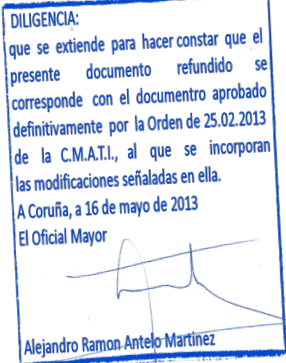 DILIGENCIA:
que se extiende para hacer constar que el
presente documento refundido se
corresponde con el documentro aprobado
definitivamente por la Orden de 25.02.2013
de la C.M.A.T.I., al que se incorporan
las modificaciones señaladas en ella.
A Coruña, a 16 de mayo de 2013
El Oficial Mayor
Alejandro Ramon Antelo Martinez